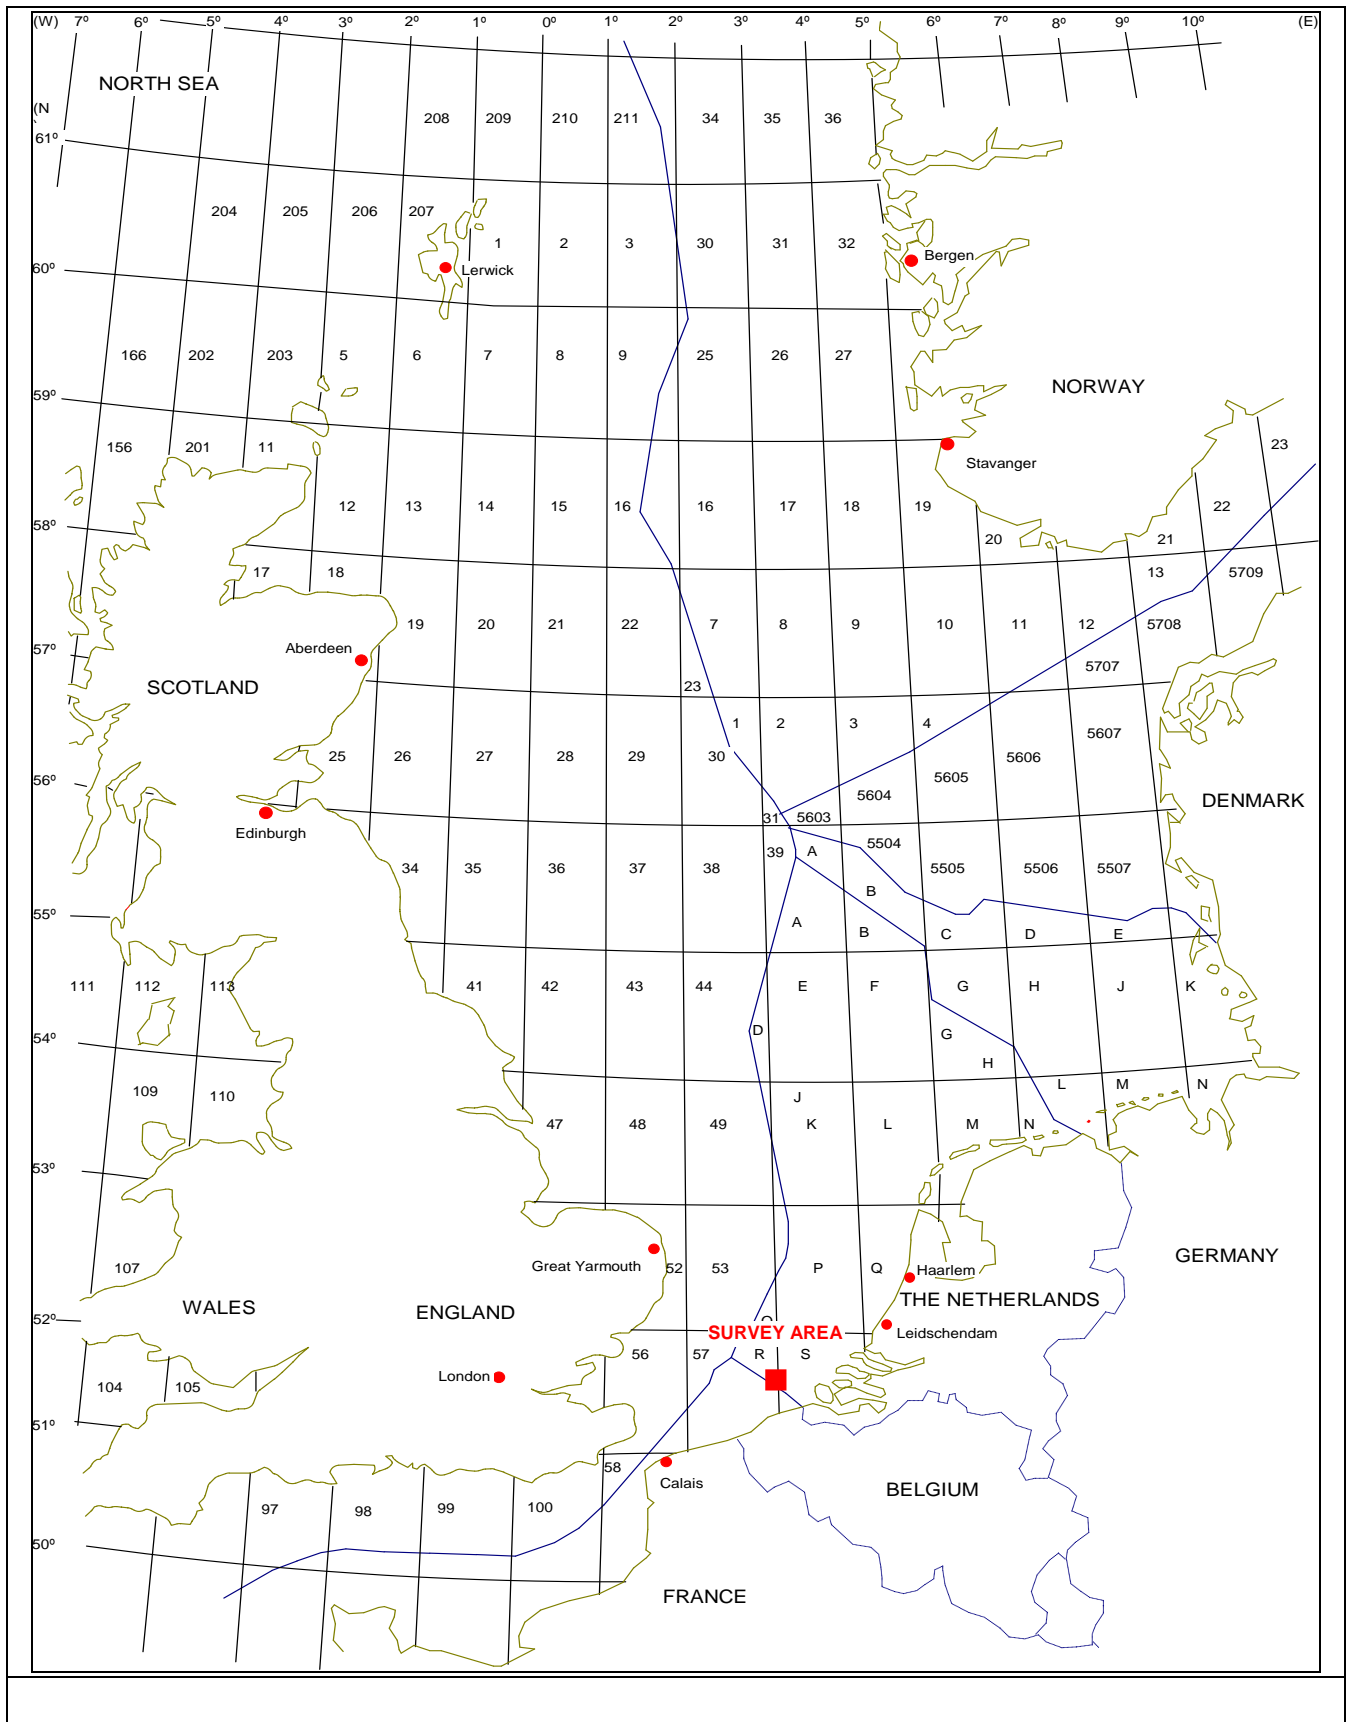 (W) 7º 6º 5º 4º 3º 2º 1º 0º 1º 2º 3º 4º 5º 6º 7º 8º 9º 10º (E)
NORTH SEA
(N
61º
208 209 210 211 34 35 36
204 205 206 207
1 2 3 30 31 32
Bergen
60º
Lerwick
166 202 203 5 6 7 8 9 25 26 27
NORWAY
59º
156 201 11
23
Stavanger
12 13 14 15 16 16 17 18 19 22
58º
20 21
17 18 13 5709
19 20 21 22 7 8 9 10 11 12 5708
57º
Aberdeen
5707
SCOTLAND
23
1 2 3 4
5607
25 26 27 28 29 30 5606
56º
5605
5604
DENMARK
31 5603
Edinburgh
39 A 5504
34 35 36 37 38 5505 5506 5507
B
55º
A B C D E
111 112 113 41 42 43 44 E F G H J K
54º
D G
H
109 110 J L M N
47 48 49 K L M N
53º
GERMANY
107
Great Yarmouth 52 53 P Q Haarlem
THE NETHERLANDS
WALES
ENGLAND
52º
SURVEY AREA
Leidschendam
56 57 R S
London
104 105
51º
58
Calais
BELGIUM
97 98 99 100
50º
FRANCE